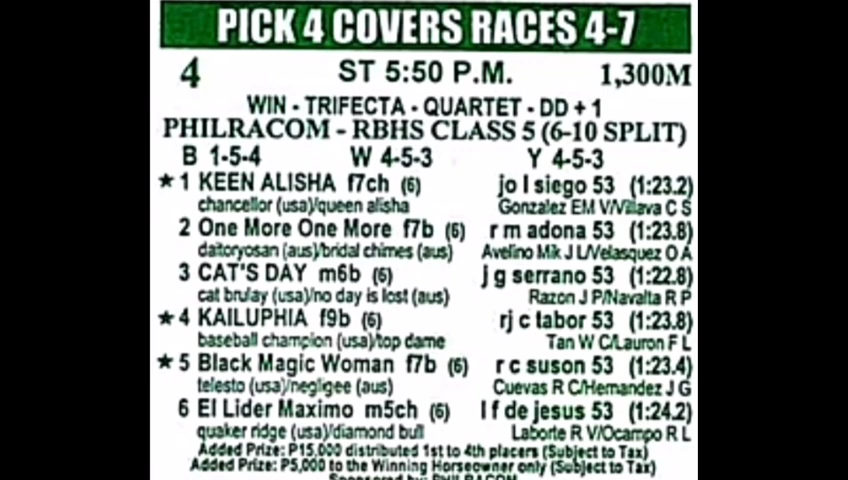 PICK 4 COVERS RACES 4-7
4 ST 5:50 P.M. 1,300M
WIN - TRIFECTA - QUARTET - DD + 1
PHILRACOM - RBHS CLASS 5 (6-10 SPLIT)
B 1-5-4 W 4-5-3 Y 4-5-3
★ 1 KEEN ALISHA f7ch (6) jo l siego 53 (1:23.2)
chancellor (usa)/queen alisha Gonzalez EM V/Villava C S
2 One More One More f7b (6) r m adona 53 (1:23.8)
daitoryosan (aus)/bridal chimes (aus) Avelino Mik J L/Velasquez O A
3 CAT'S DAY m6b (6) j g serrano 53 (1:22.8)
cat brulay (usa)/no day is lost (aus) Razon J P/Navalta R P
★ 4 KAILUPHIA f9b (6) rj c tabor 53 (1:23.8)
baseball champion (usa)/top dame Tan W C/Lauron F L
★ 5 Black Magic Woman f7b (6) r c suson 53 (1:23.4)
telesto (usa)/negligee (aus) Cuevas R C/Hernandez J G
6 El Lider Maximo m5ch (6) l f de jesus 53 (1:24.2)
quaker ridge (usa)/diamond bull Laborte R V/Ocampo R L
Added Prize: P15,000 distributed 1st to 4th placers (Subject to Tax)
Added Prize: P5,000 to the Winning Horseowner only (Subject to Tax)
Sponsored by: PHILRACOM